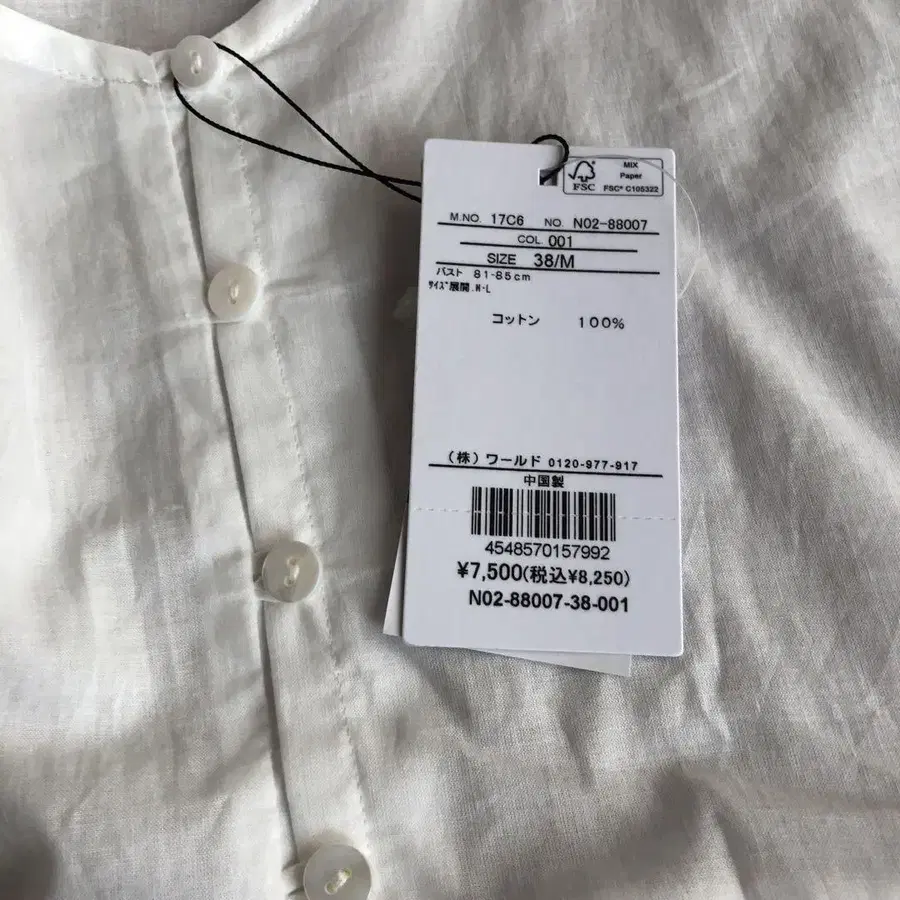 MIX
Paper
FSC
FSC® C105322
M.NO. 17C6 NO. N02-88007
COL. 001
SIZE 38/M
バスト 81-85cm
ｻｲｽﾞ展開.M-L
コットン 100%
(株)ワールド 0120-977-917
中国製
4548570157992
¥7,500(税込¥8,250)
N02-88007-38-001